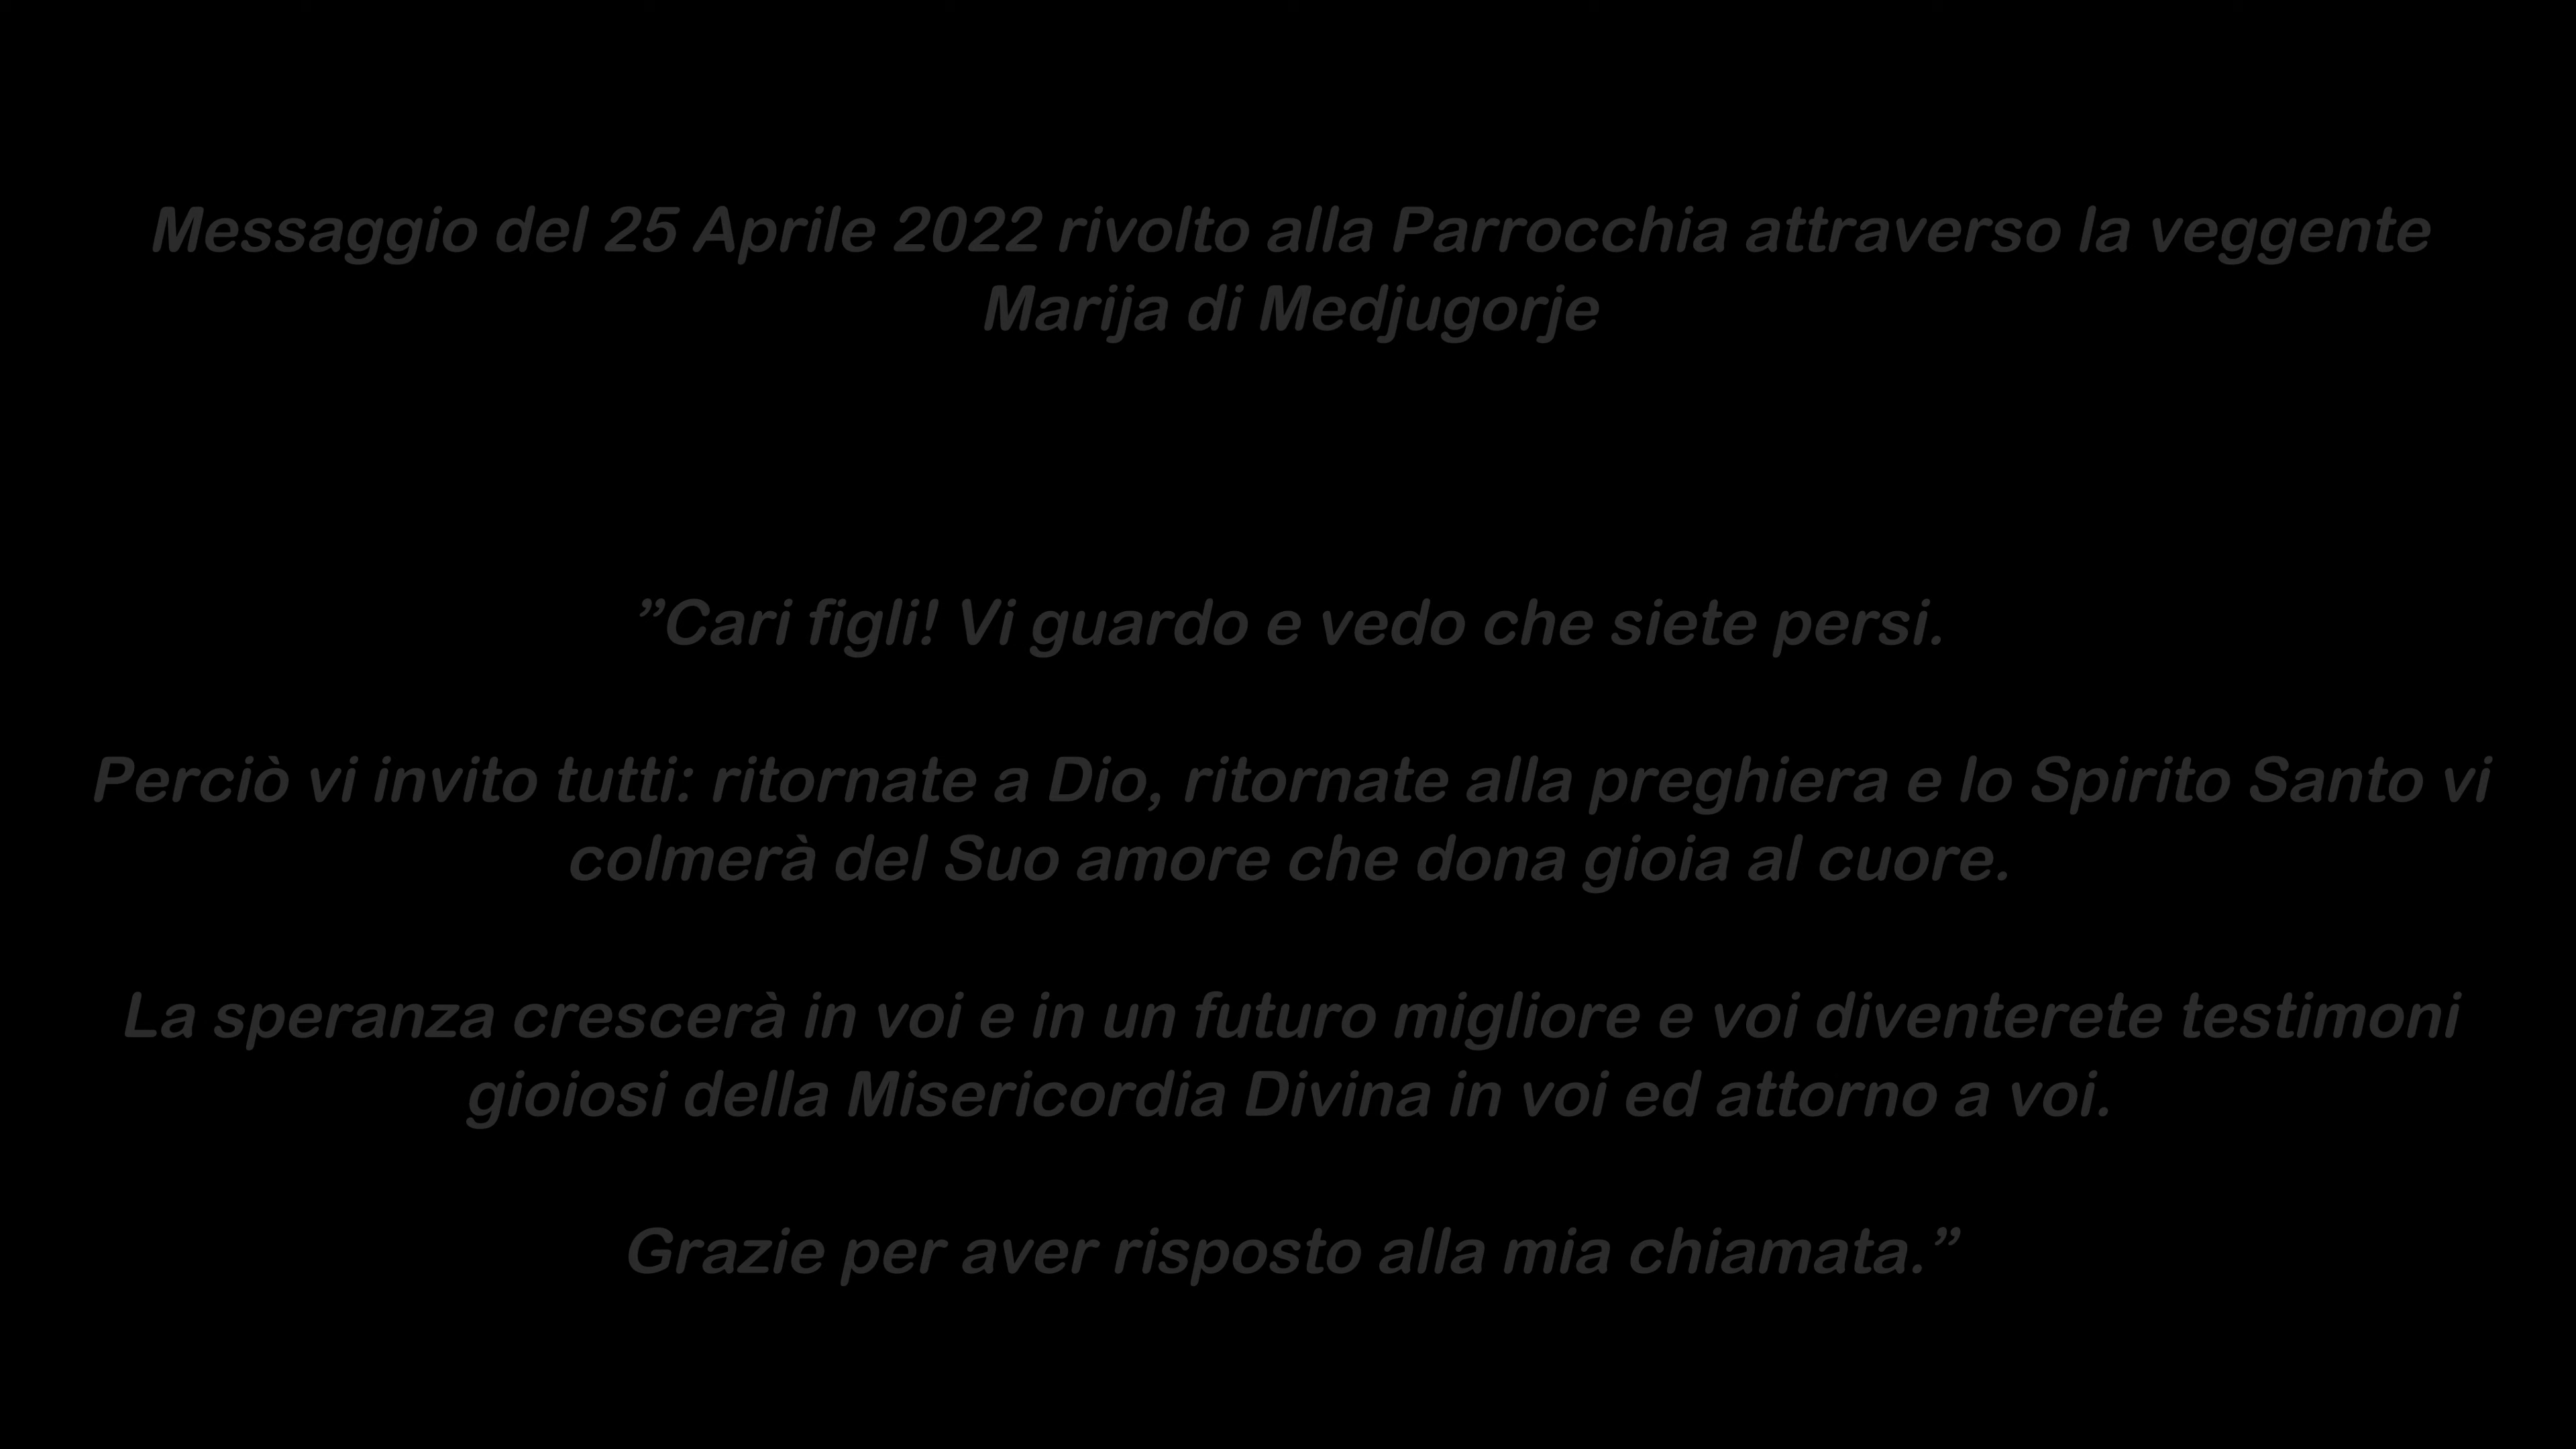 Messaggio del 25 Aprile 2022 rivolto alla Parrocchia attraverso la veggente
Marija di Medjugorje
”Cari figli! Vi guardo e vedo che siete persi.
Perciò vi invito tutti: ritornate a Dio, ritornate alla preghiera e lo Spirito Santo vi
colmerà del Suo amore che dona gioia al cuore.
La speranza crescerà in voi e in un futuro migliore e voi diventerete testimoni
gioiosi della Misericordia Divina in voi ed attorno a voi.
Grazie per aver risposto alla mia chiamata.”